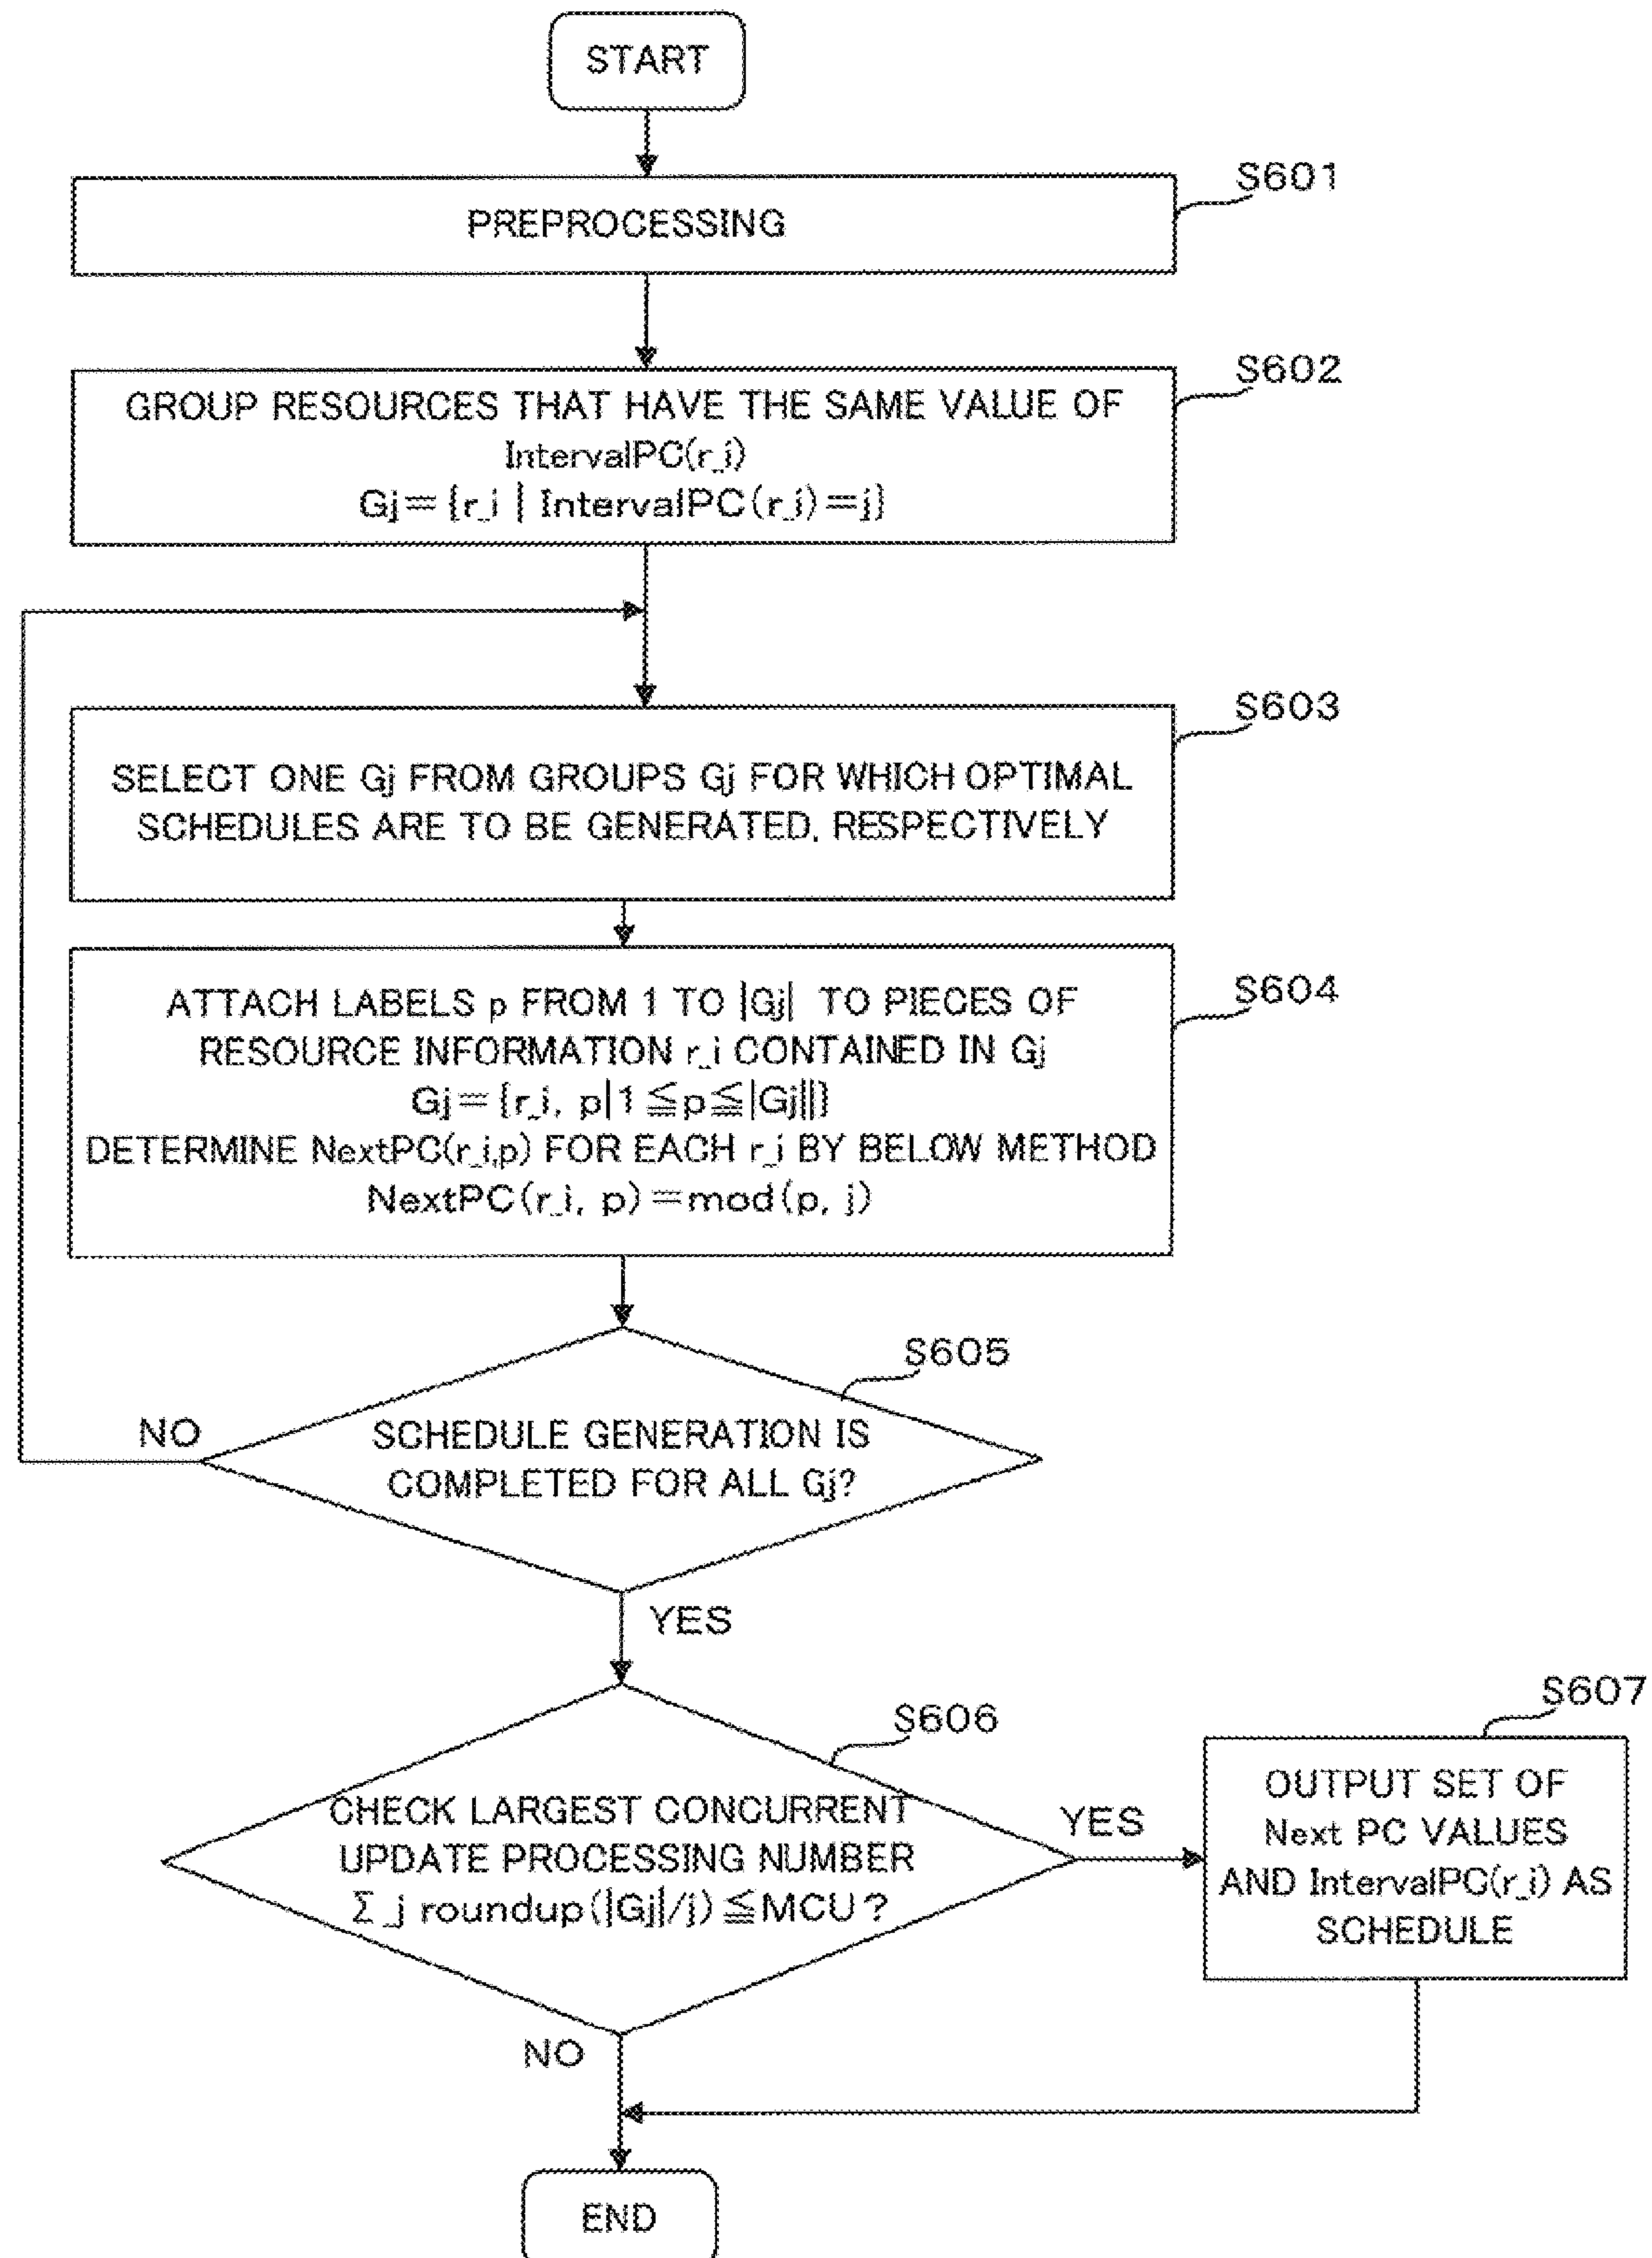 START
S601
PREPROCESSING
S602
GROUP RESOURCES THAT HAVE THE SAME VALUE OF
IntervalPC(r_i)
Gj={r_i | IntervalPC(r_i)=j}
S603
SELECT ONE Gj FROM GROUPS Gj FOR WHICH OPTIMAL
SCHEDULES ARE TO BE GENERATED, RESPECTIVELY
S604
ATTACH LABELS p FROM 1 TO |Gj| TO PIECES OF
RESOURCE INFORMATION r_i CONTAINED IN Gj
Gj={r_i, p|1≦p≦|Gj|}
DETERMINE NextPC(r_i,p) FOR EACH r_i BY BELOW METHOD
NextPC(r_i, p)=mod(p, j)
S605
SCHEDULE GENERATION IS
COMPLETED FOR ALL Gj?
NO
YES
S606
CHECK LARGEST CONCURRENT
UPDATE PROCESSING NUMBER
Σ_j roundup(|Gj|/j)≦MCU?
YES
NO
S607
OUTPUT SET OF
Next PC VALUES
AND IntervalPC(r_i) AS
SCHEDULE
END